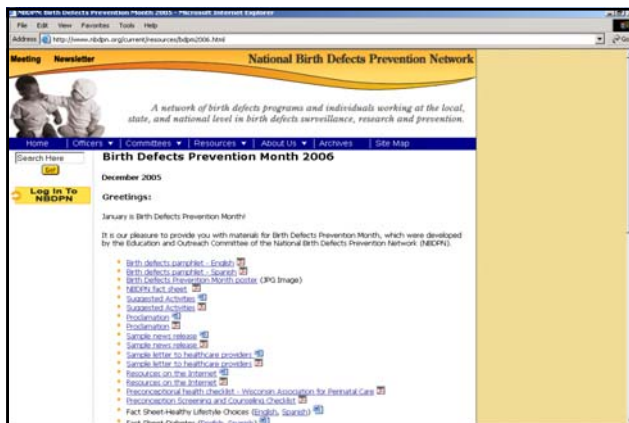 NBDPN: Birth Defects Prevention Month 2005 - Microsoft Internet Explorer
File Edit View Favorites Tools Help
Address http://www.nbdpn.org/current/resources/bdpm2006.html Go
Meeting Newsletter
National Birth Defects Prevention Network
A network of birth defects programs and individuals working at the local,
state, and national level in birth defects surveillance, research and prevention.
Home | Officers | Committees | Resources | About Us | Archives | Site Map
Search Here
Go!
Log In To
NBDPN
Birth Defects Prevention Month 2006
December 2005
Greetings:
January is Birth Defects Prevention Month!
It is our pleasure to provide you with materials for Birth Defects Prevention Month, which were developed
by the Education and Outreach Committee of the National Birth Defects Prevention Network (NBDPN).
Birth defects pamphlet - English
Birth defects pamphlet - Spanish
Birth Defects Prevention Month poster (JPG Image)
NBDPN fact sheet
Suggested Activities
Suggested Activities
Proclamation
Proclamation
Sample news release
Sample news release
Sample letter to healthcare providers
Sample letter to healthcare providers
Resources on the Internet
Resources on the Internet
Preconceptional health checklist - Wisconsin Association for Perinatal Care
Preconception Screening and Counseling Checklist
Fact Sheet-Healthy Lifestyle Choices (English, Spanish)
Fact Sheet-Diabetes (English, Spanish)